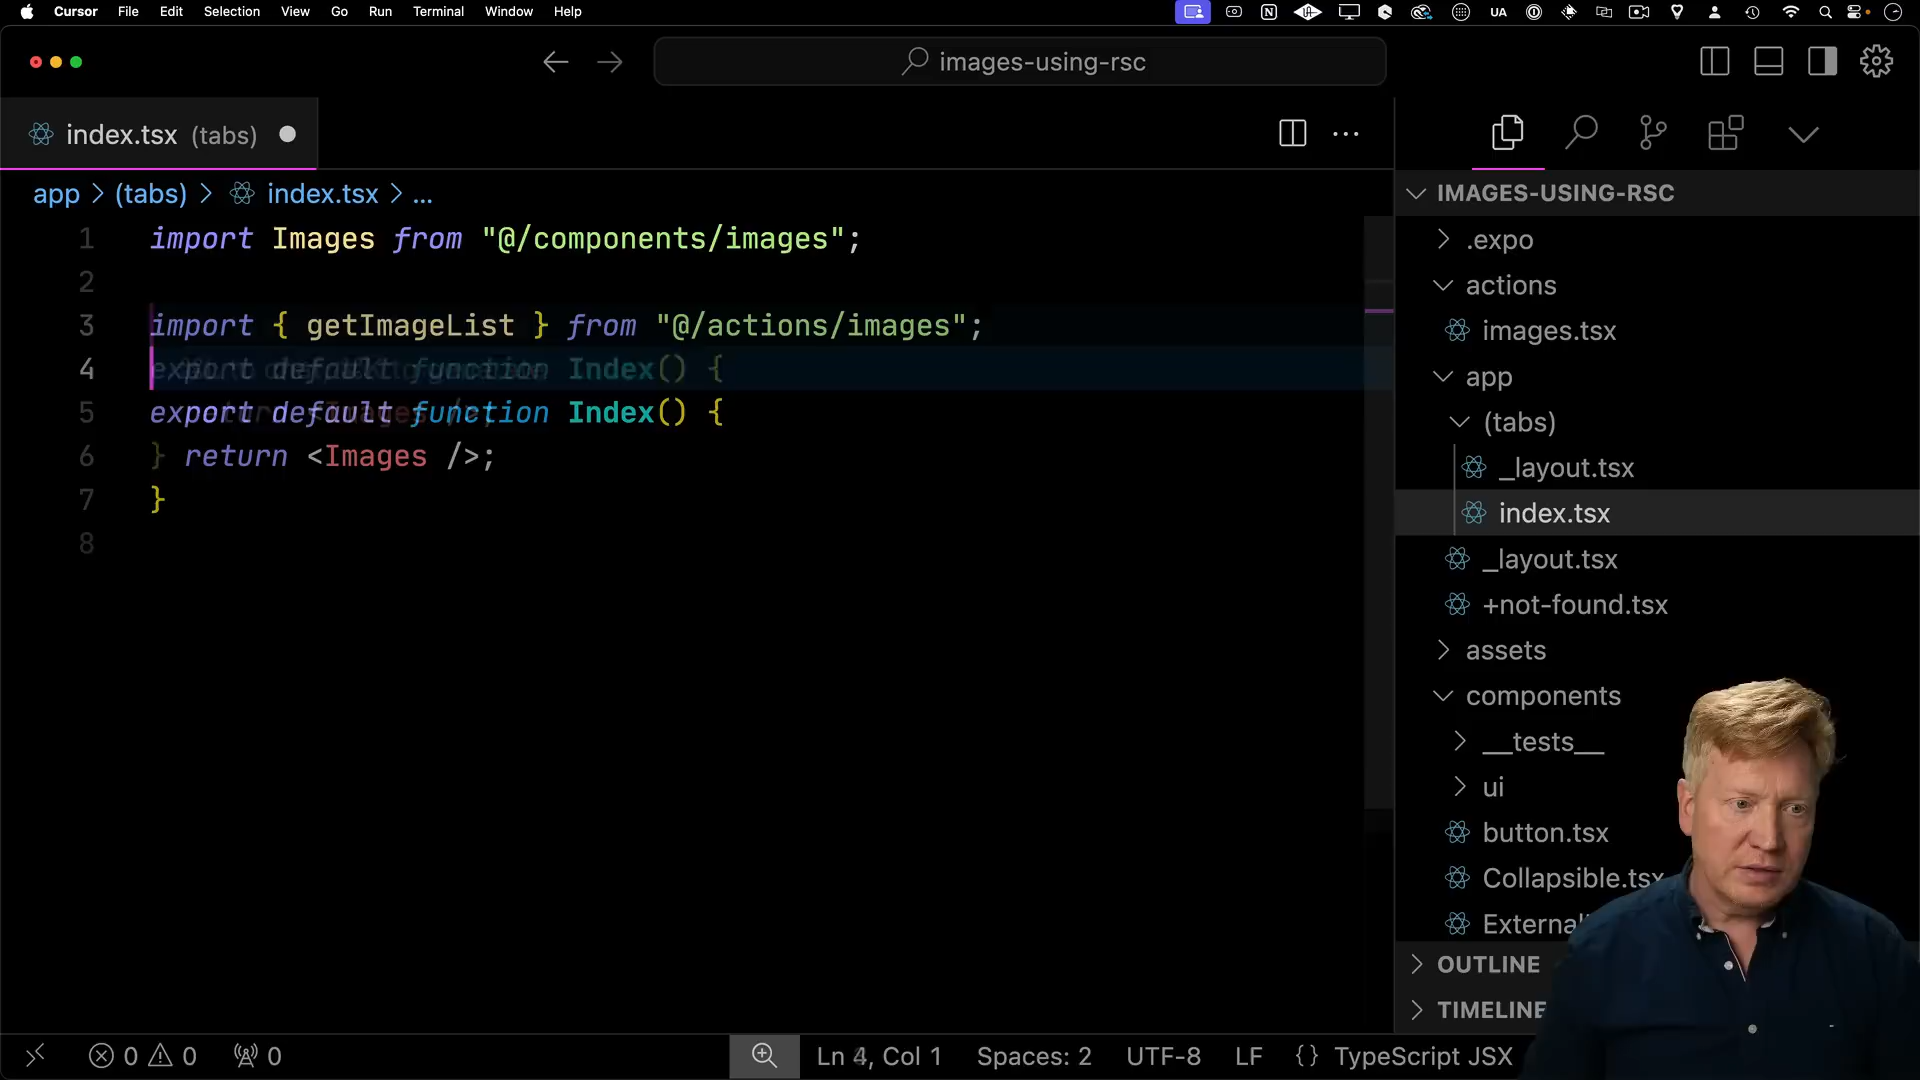 Cursor File Edit Selection View Go Run Terminal Window Help UA
images-using-rsc
index.tsx (tabs)
app > (tabs) > index.tsx > ...
1 import Images from "@/components/images";
2
3 import { getImageList } from "@/actions/images";
4 export default function Index() {
5 export default function Index() {
6 } return <Images />;
7 }
8
IMAGES-USING-RSC
.expo
actions
images.tsx
app
(tabs)
_layout.tsx
index.tsx
_layout.tsx
+not-found.tsx
assets
components
__tests__
ui
button.tsx
Collapsible.tsx
External
OUTLINE
TIMELINE
0 0 0 Ln 4, Col 1 Spaces: 2 UTF-8 LF {} TypeScript JSX